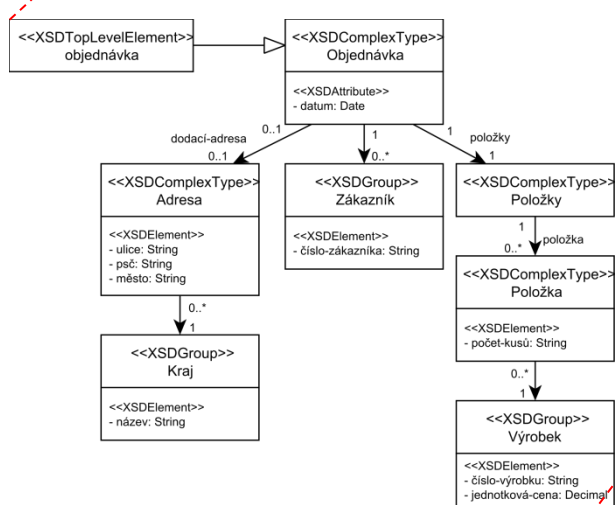 <<XSDTopLevelElement>>
objednávka
<<XSDComplexType>>
Objednávka
<<XSDAttribute>>
- datum: Date
dodací-adresa
0..1
0..1
1
0..*
1
položky
1
<<XSDComplexType>>
Adresa
<<XSDElement>>
- ulice: String
- psč: String
- město: String
<<XSDGroup>>
Zákazník
<<XSDElement>>
- číslo-zákazníka: String
<<XSDComplexType>>
Položky
1
položka
0..*
<<XSDComplexType>>
Položka
<<XSDElement>>
- počet-kusů: String
0..*
1
<<XSDGroup>>
Kraj
<<XSDElement>>
- název: String
0..*
1
<<XSDGroup>>
Výrobek
<<XSDElement>>
- číslo-výrobku: String
- jednotková-cena: Decimal